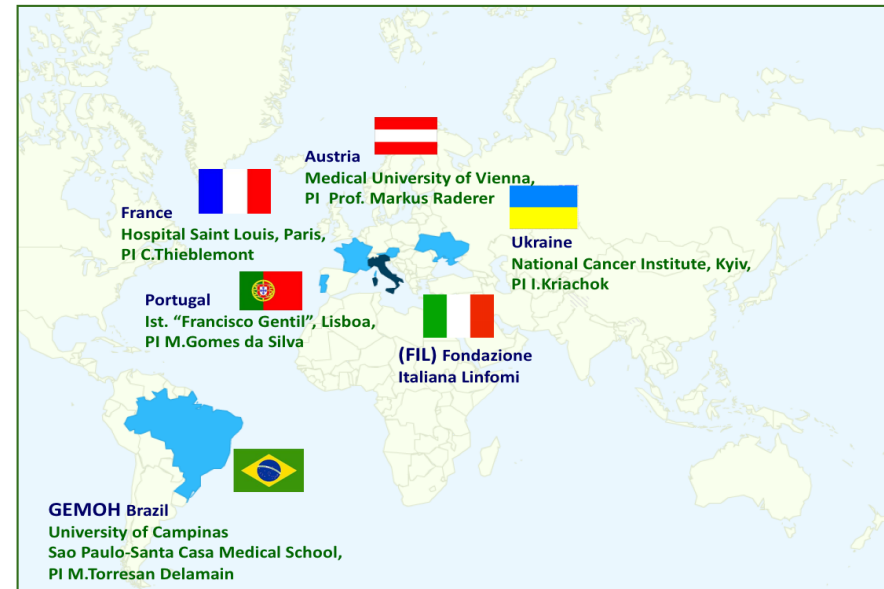 Austria
Medical University of Vienna,
PI  Prof. Markus Raderer
France
Hospital Saint Louis, Paris,
PI C.Thieblemont
Ukraine
National Cancer Institute, Kyiv,
PI I.Kriachok
Portugal
Ist. “Francisco Gentil”, Lisboa,
PI M.Gomes da Silva
(FIL) Fondazione
Italiana Linfomi
GEMOH Brazil
University of Campinas
Sao Paulo-Santa Casa Medical School,
PI M.Torresan Delamain